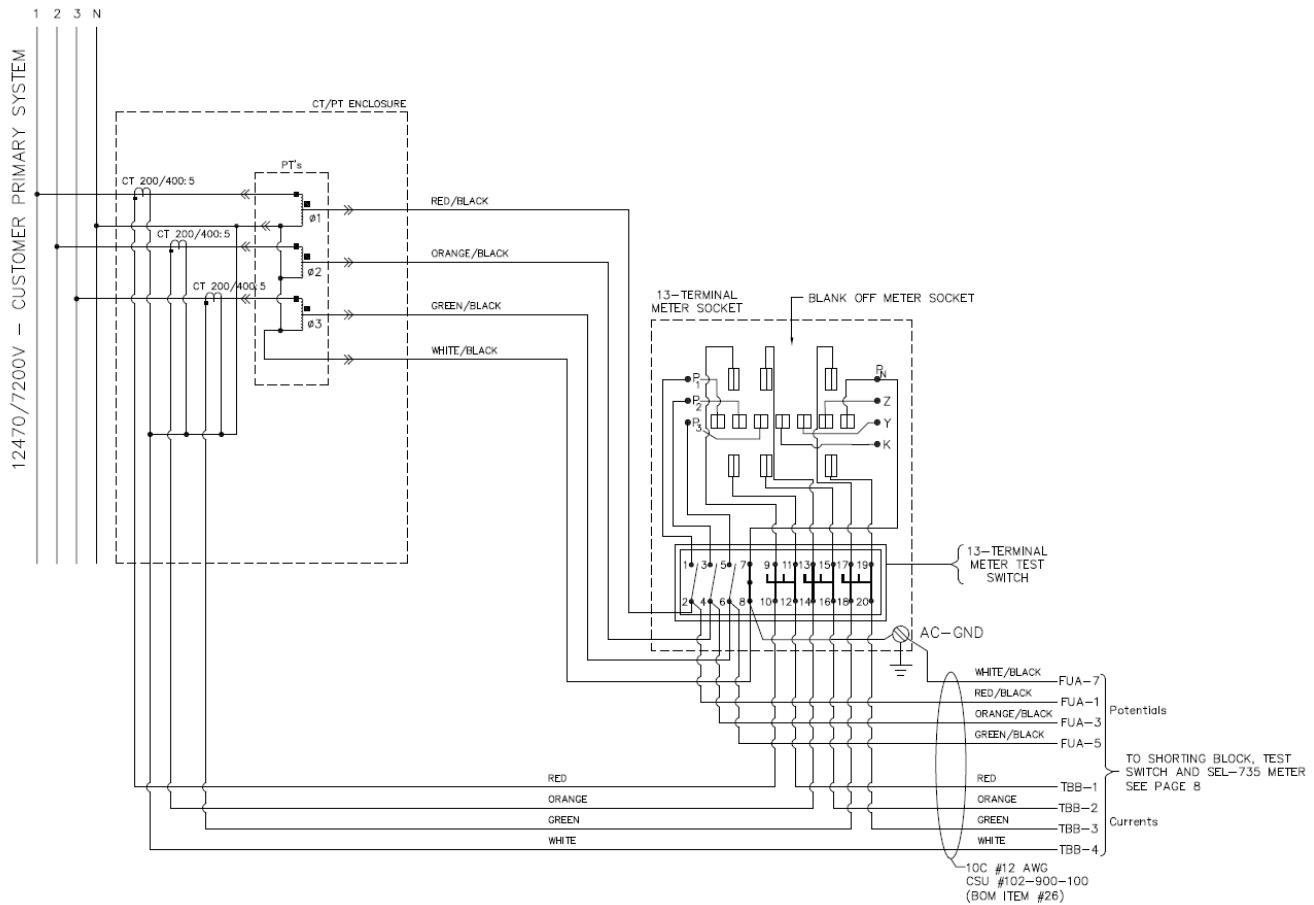 1 2 3 N
12470/7200V - CUSTOMER PRIMARY SYSTEM
CT/PT ENCLOSURE
PT's
CT 200/400:5
ø1
CT 200/400:5
ø2
CT 200/400:5
ø3
RED/BLACK
ORANGE/BLACK
GREEN/BLACK
WHITE/BLACK
13-TERMINAL
METER SOCKET
BLANK OFF METER SOCKET
P1
P2
P3
PN
Z
Y
K
1 3 5 7 9 11 13 15 17 19
2 4 6 8 10 12 14 16 18 20
13-TERMINAL
METER TEST
SWITCH
AC-GND
WHITE/BLACK
FUA-7
RED/BLACK
FUA-1
ORANGE/BLACK
FUA-3
GREEN/BLACK
FUA-5
Potentials
TO SHORTING BLOCK, TEST
SWITCH AND SEL-735 METER
SEE PAGE 8
RED
RED
TBB-1
ORANGE
ORANGE
TBB-2
GREEN
GREEN
TBB-3
WHITE
WHITE
TBB-4
Currents
10C #12 AWG
CSU #102-900-100
(BOM ITEM #26)